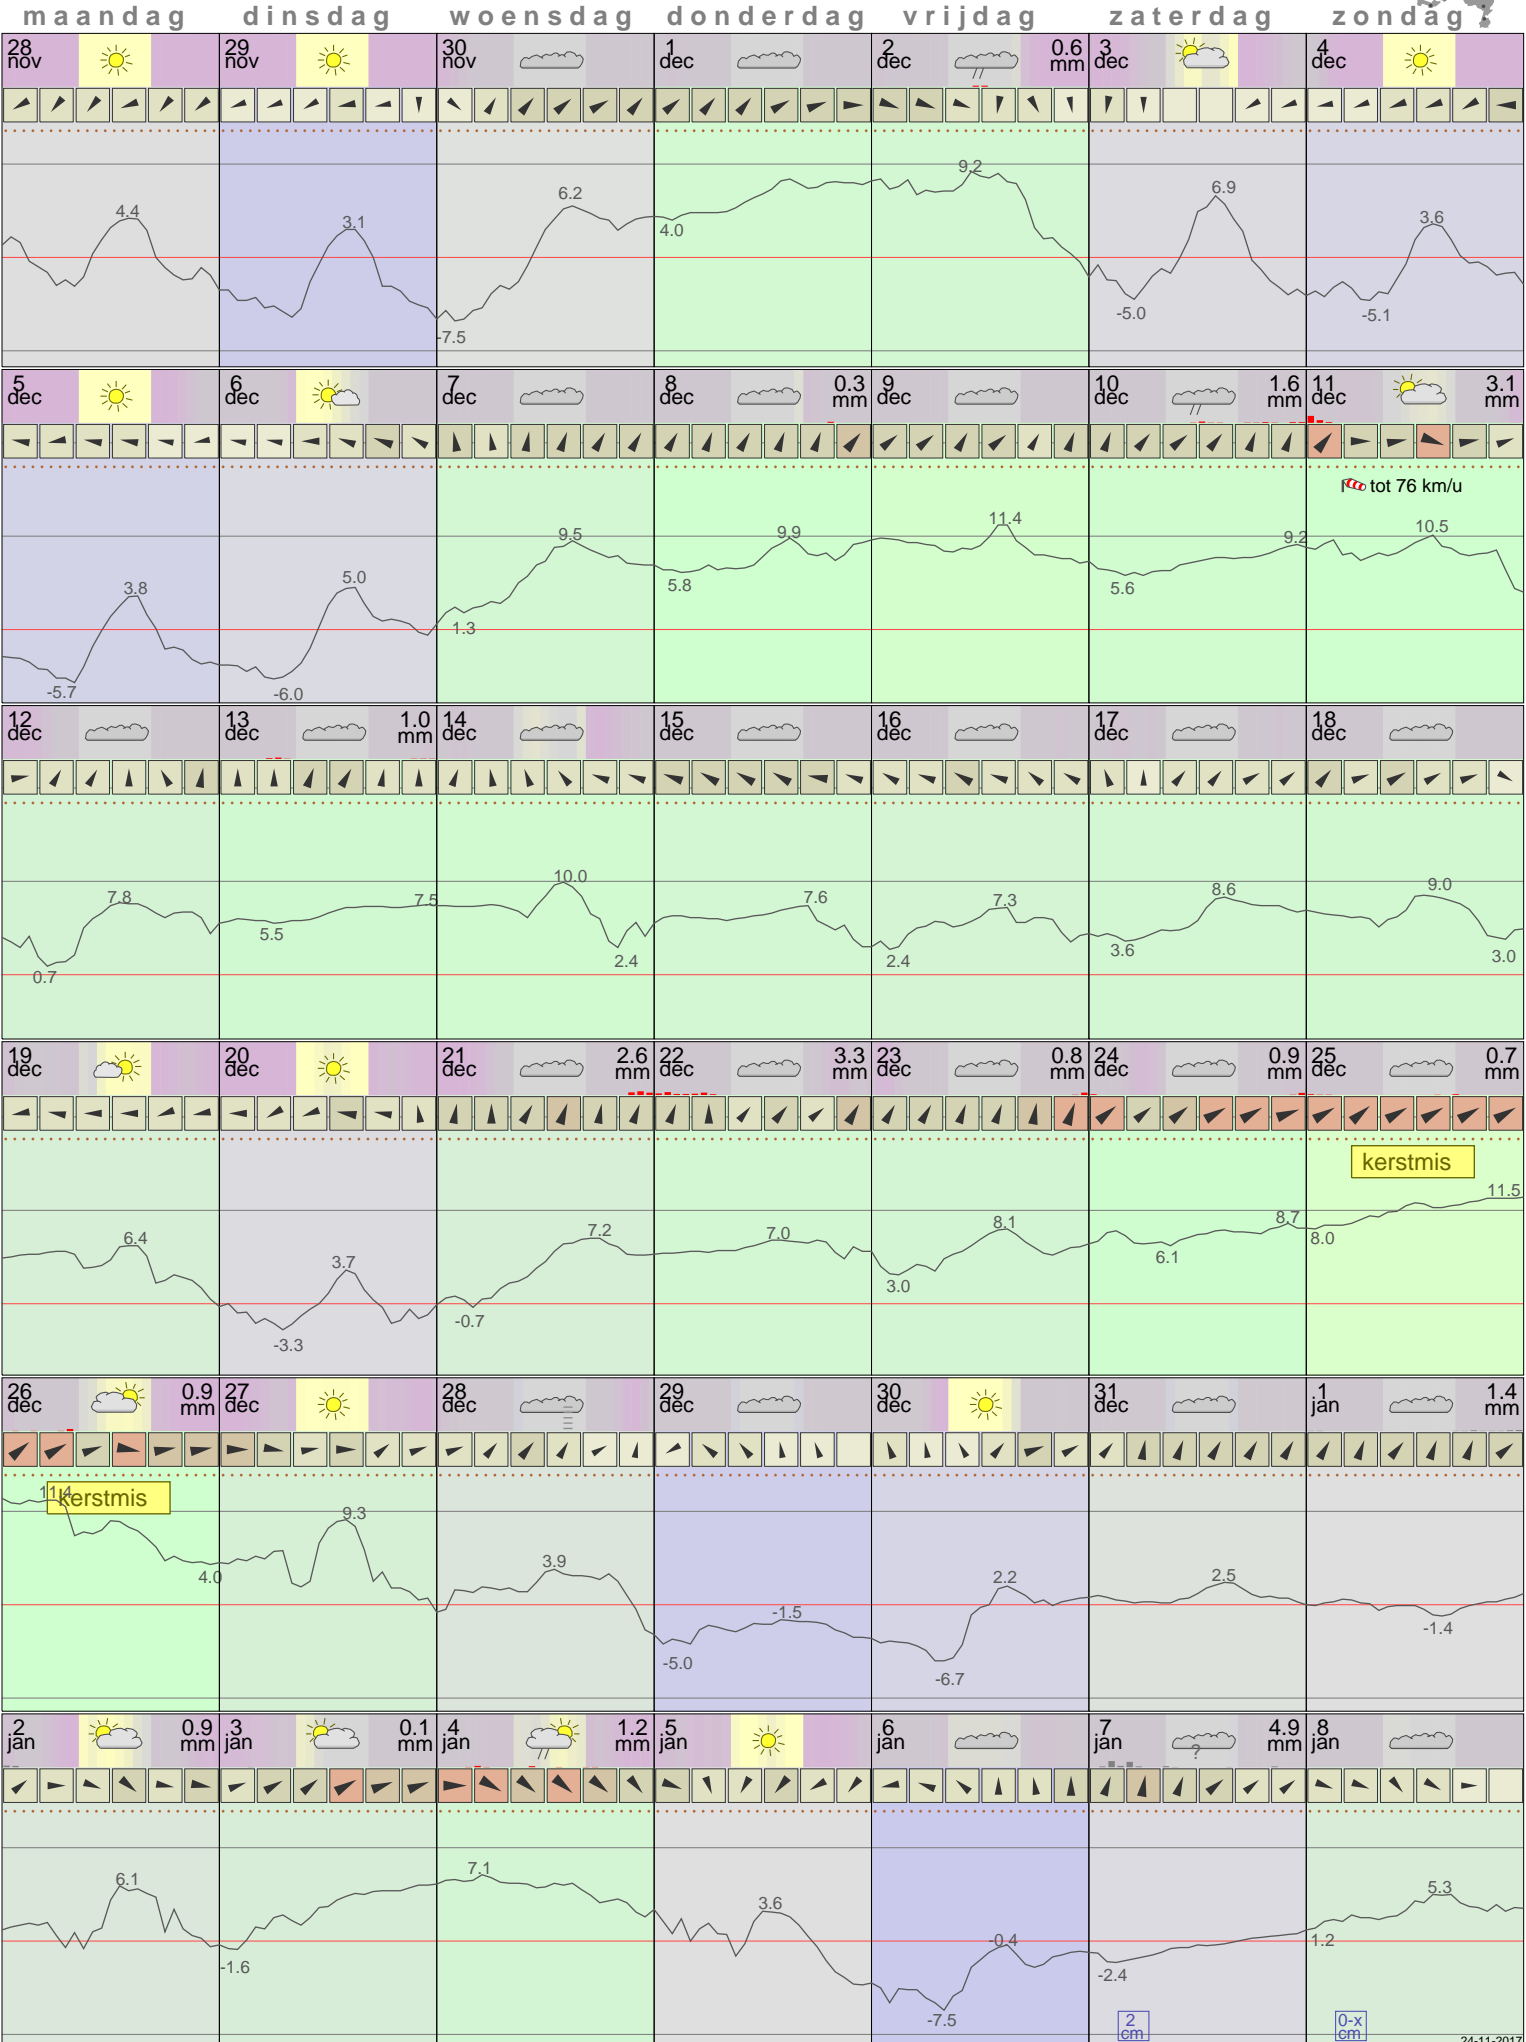 maandag dinsdag woensdag donderdag vrijdag zaterdag zondag
28 nov 29 nov 30 nov 1 dec 2 dec 0.6 mm 3 dec 4 dec
4.4 3.1 -7.5 6.2 4.0 9.2 -5.0 6.9 -5.1 3.6
5 dec 6 dec 7 dec 8 dec 0.3 mm 9 dec 10 dec 1.6 mm 11 dec 3.1 mm
tot 76 km/u
-5.7 3.8 -6.0 5.0 1.3 9.5 5.8 9.9 11.4 5.6 9.2 10.5
12 dec 13 dec 1.0 mm 14 dec 15 dec 16 dec 17 dec 18 dec
0.7 7.8 5.5 7.5 10.0 2.4 7.6 2.4 7.3 3.6 8.6 9.0 3.0
19 dec 20 dec 21 dec 2.6 mm 22 dec 3.3 mm 23 dec 0.8 mm 24 dec 0.9 mm 25 dec 0.7 mm
kerstmis
6.4 -3.3 3.7 -0.7 7.2 7.0 3.0 8.1 6.1 8.7 8.0 11.5
26 dec 0.9 mm 27 dec 28 dec 29 dec 30 dec 31 dec 1 jan 1.4 mm
kerstmis
11.4 4.0 9.3 3.9 -5.0 -1.5 -6.7 2.2 2.5 -1.4
2 jan 0.9 mm 3 jan 0.1 mm 4 jan 1.2 mm 5 jan 6 jan 7 jan ? 4.9 mm 8 jan
6.1 -1.6 7.1 3.6 -7.5 -0.4 -2.4 1.2 5.3
2 cm 0-x cm
24-11-2017